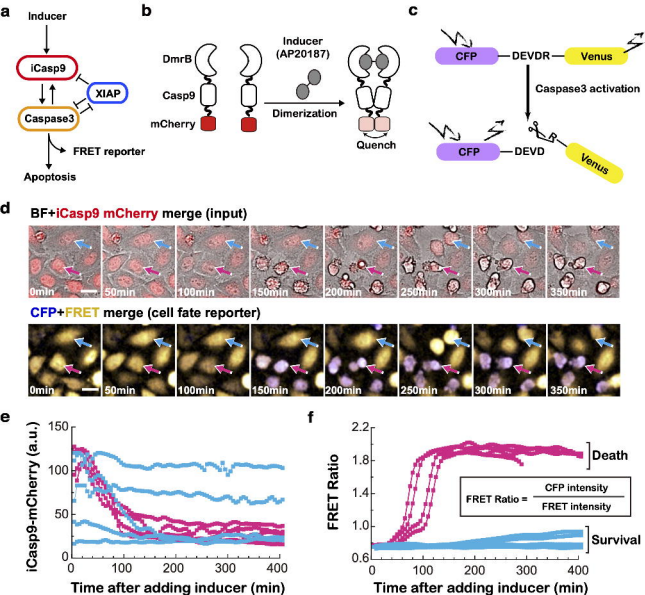 a
Inducer
iCasp9
XIAP
Caspase3
FRET reporter
Apoptosis
b
Inducer
(AP20187)
DmrB
Casp9
mCherry
Dimerization
Quench
c
CFP
DEVDR
Venus
Caspase3 activation
CFP
DEVD
R
Venus
d
BF+iCasp9 mCherry merge (input)
0min 50min 100min 150min 200min 250min 300min 350min
CFP+FRET merge (cell fate reporter)
0min 50min 100min 150min 200min 250min 300min 350min
e
iCasp9-mCherry (a.u.)
150
100
50
0
0 100 200 300 400
Time after adding inducer (min)
f
FRET Ratio
2.2
1.8
1.4
1.0
0.6
Death
FRET Ratio = CFP intensity
FRET intensity
Survival
0 100 200 300 400
Time after adding inducer (min)